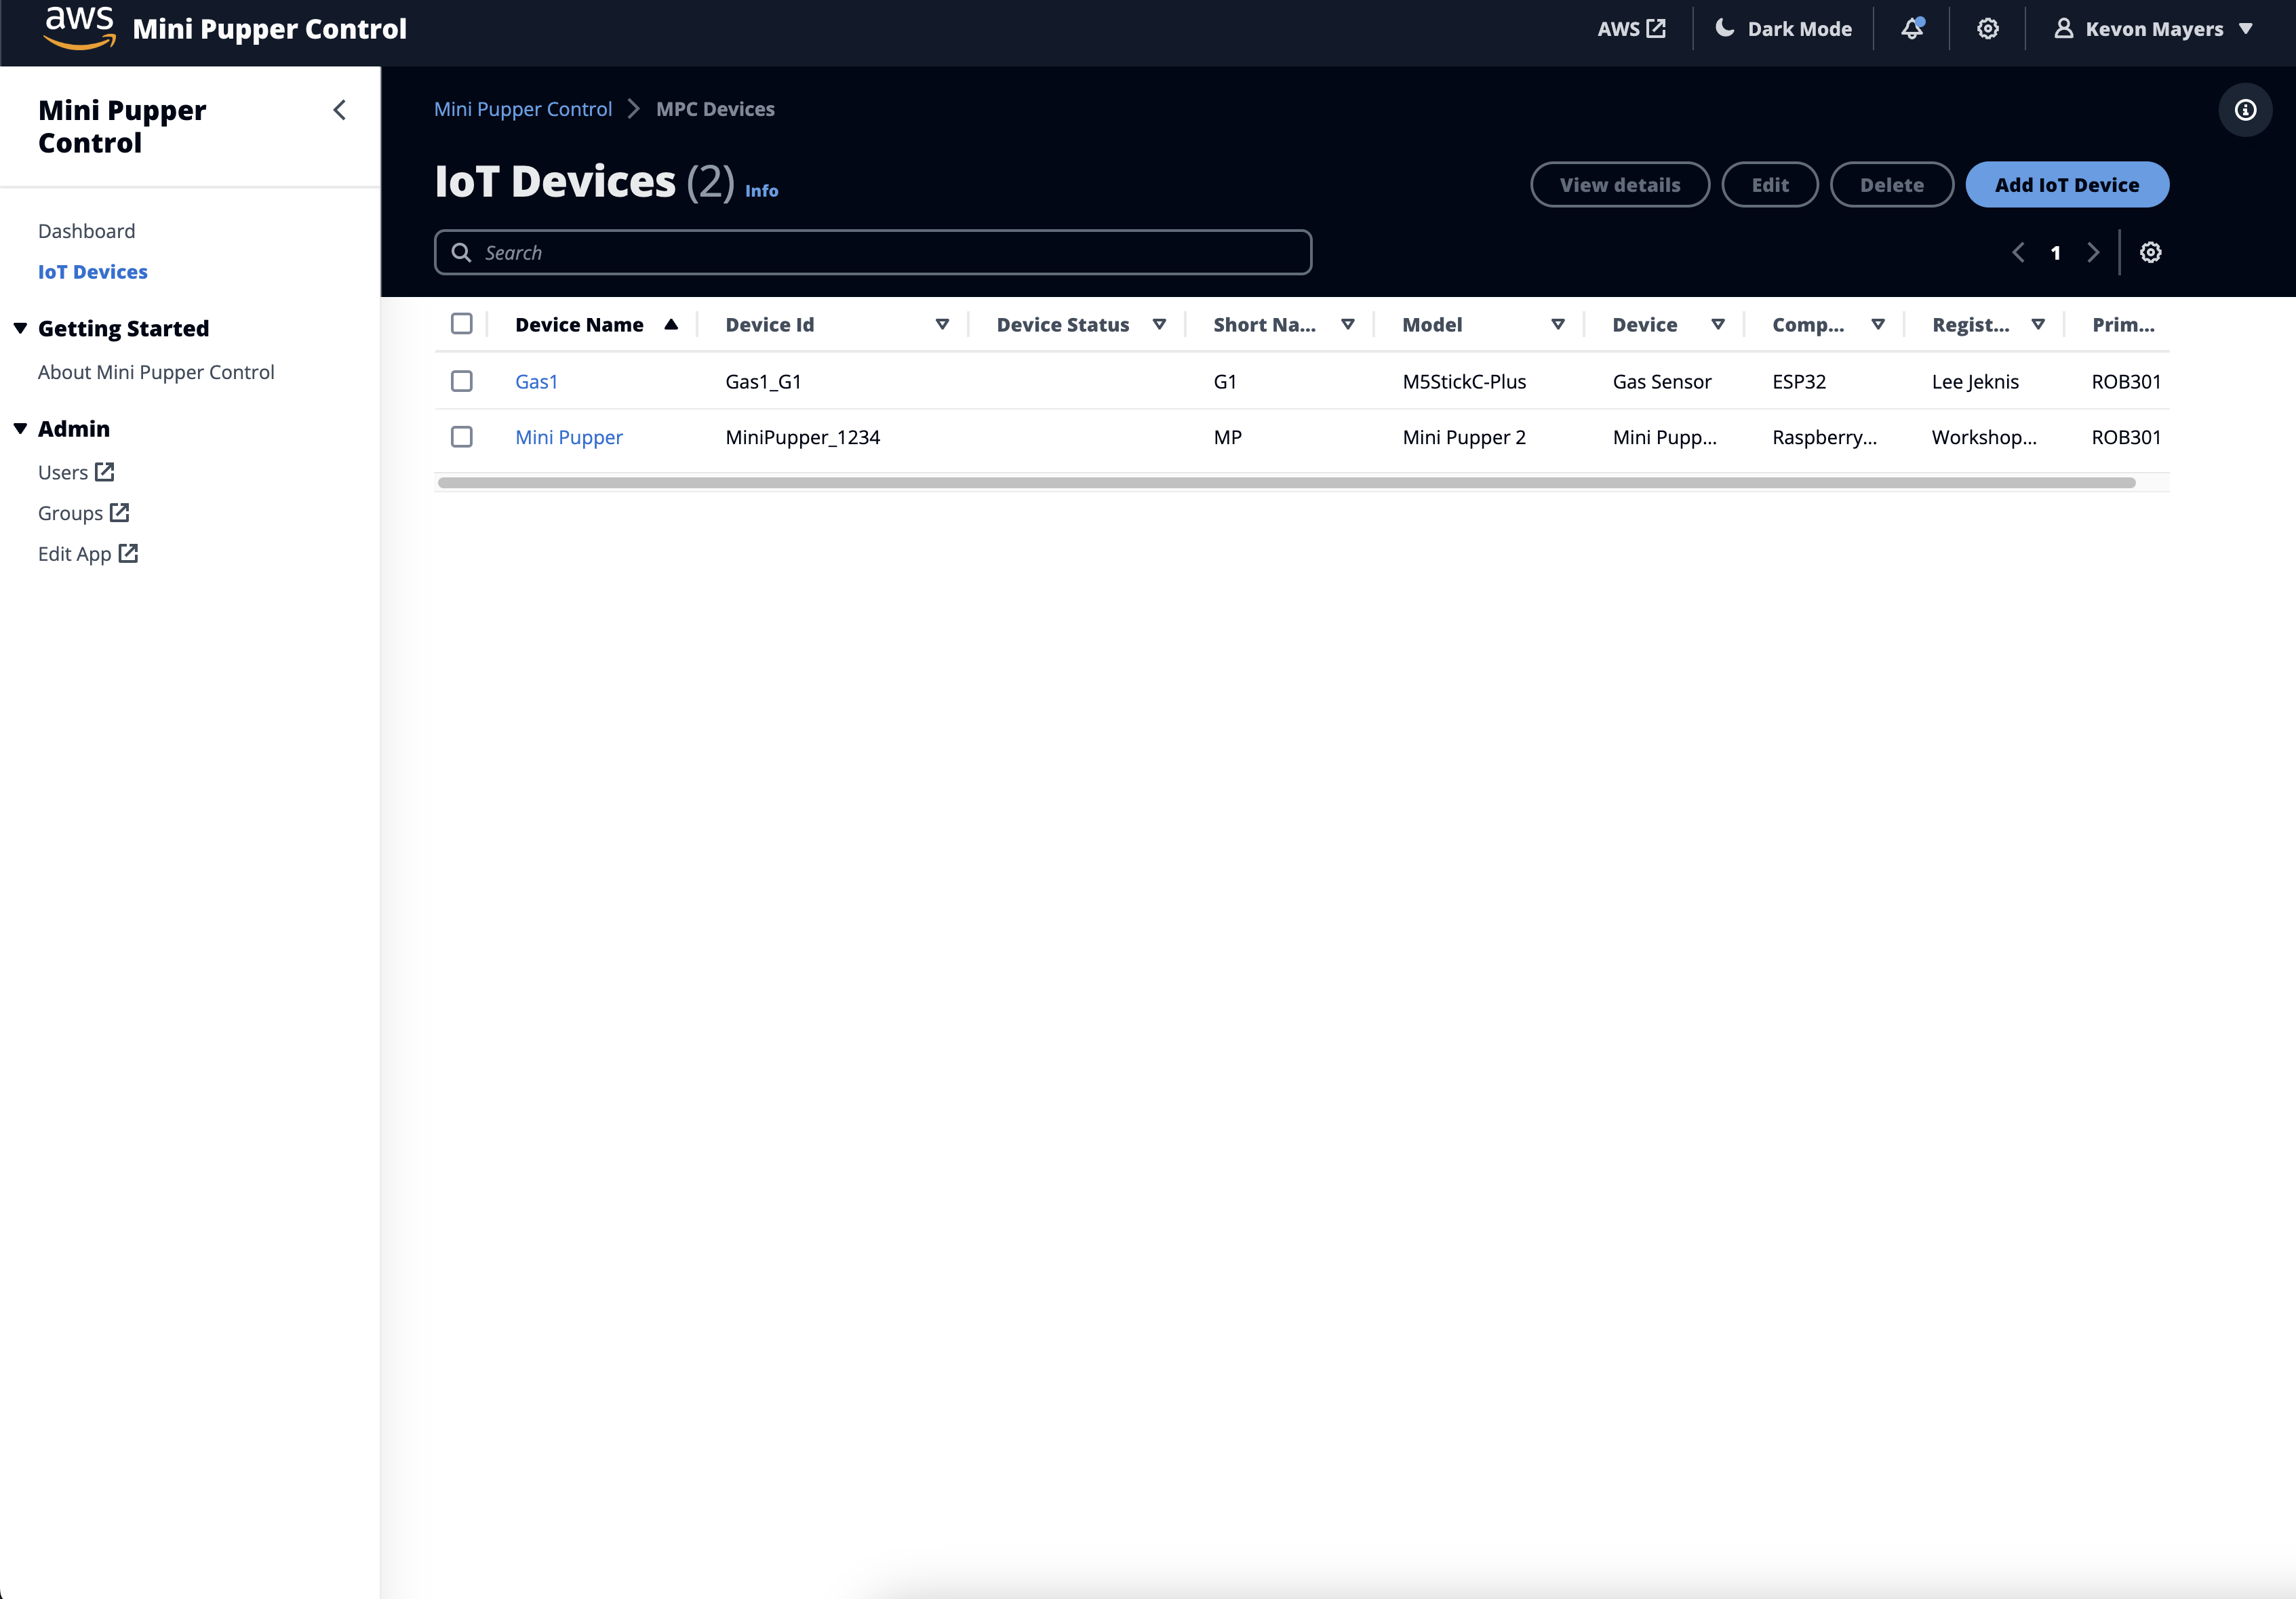 aws Mini Pupper Control
AWS
Dark Mode
Kevon Mayers
Mini Pupper
Control
Dashboard
IoT Devices
Getting Started
About Mini Pupper Control
Admin
Users
Groups
Edit App
Mini Pupper Control > MPC Devices
IoT Devices (2) Info
View details Edit Delete Add IoT Device
Search
1
Device Name Device Id Device Status Short Na... Model Device Comp... Regist... Prim...
Gas1 Gas1_G1 G1 M5StickC-Plus Gas Sensor ESP32 Lee Jeknis ROB301
Mini Pupper MiniPupper_1234 MP Mini Pupper 2 Mini Pupp... Raspberry... Workshop... ROB301